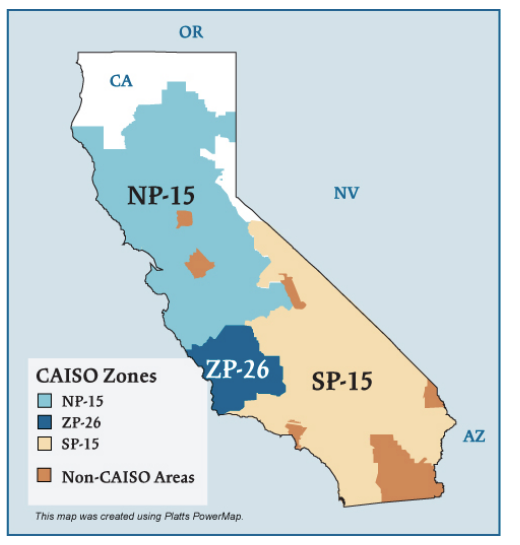 OR
CA
NP-15
NV
ZP-26
SP-15
AZ
CAISO Zones
NP-15
ZP-26
SP-15
Non-CAISO Areas
This map was created using Platts PowerMap.